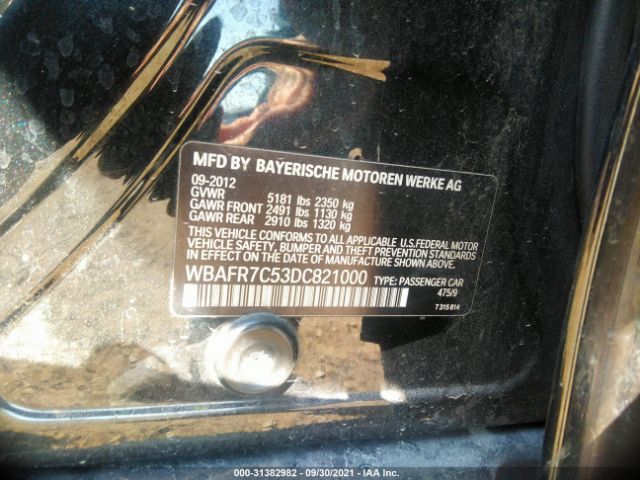 MFD BY BAYERISCHE MOTOREN WERKE AG
09-2012
GVWR 5181 lbs 2350 kg
GAWR FRONT 2491 lbs 1130 kg
GAWR REAR 2910 lbs 1320 kg
THIS VEHICLE CONFORMS TO ALL APPLICABLE U.S.FEDERAL MOTOR
VEHICLE SAFETY, BUMPER AND THEFT PREVENTION STANDARDS
IN EFFECT ON THE DATE OF MANUFACTURE SHOWN ABOVE.
WBAFR7C53DC821000 TYPE: PASSENGER CAR
475/9
7 315 814
000-31382982 - 09/30/2021 - IAA Inc.